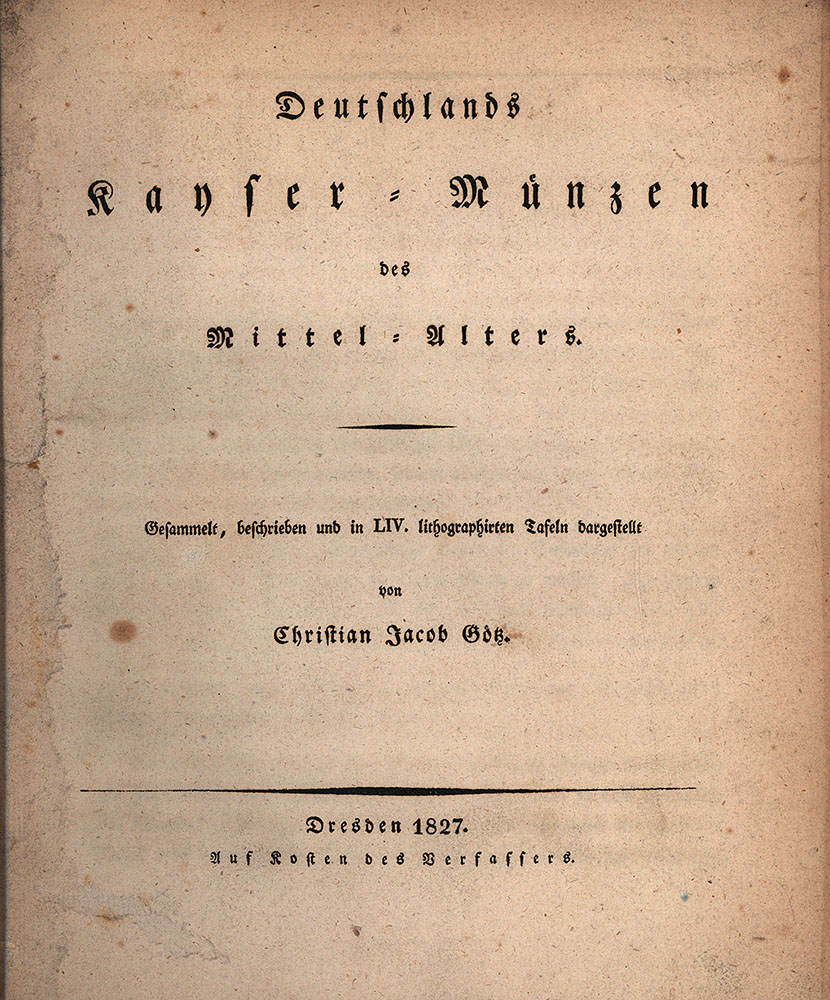 Deutſchlands
Kayſer-Münzen
des
Mittel-Alters.
Geſammelt, beſchrieben und in LIV. lithographirten Tafeln dargeſtellt
von
Chriſtian Jacob Götz.
Dresden 1827.
Auf Koſten des Verfaſſers.